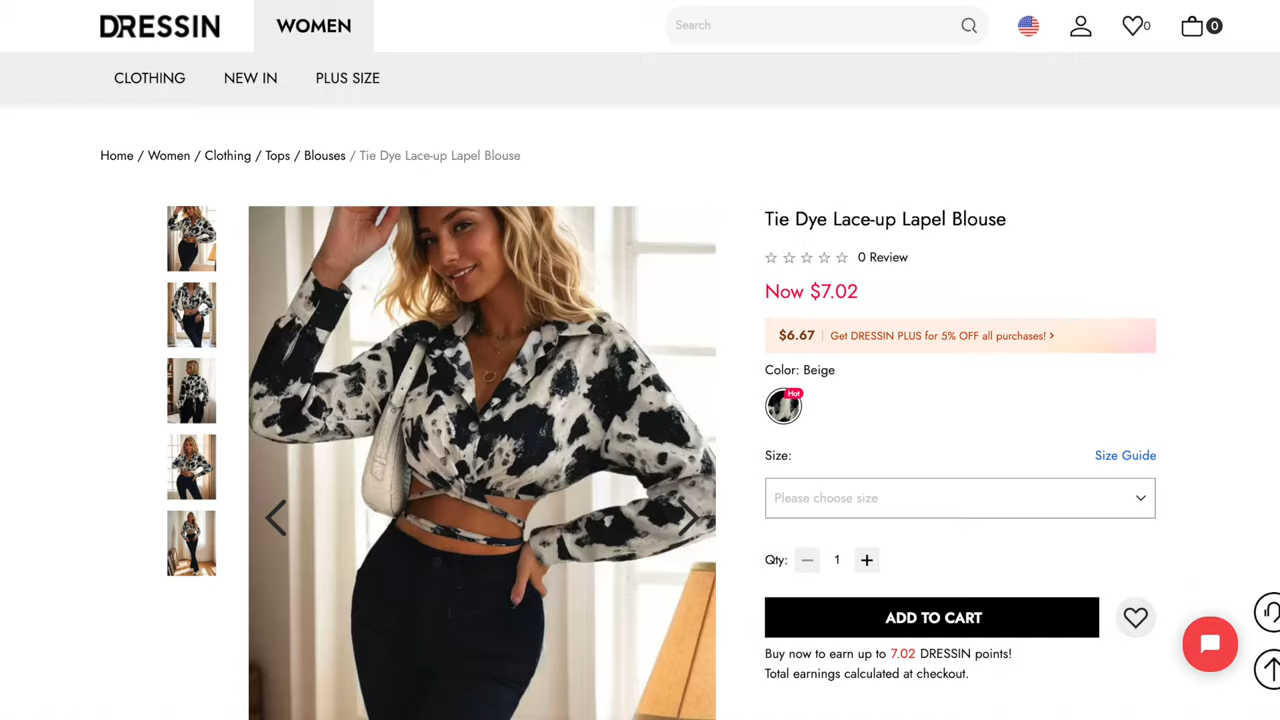 DRESSIN
WOMEN
Search
0
0
CLOTHING NEW IN PLUS SIZE
Home / Women / Clothing / Tops / Blouses / Tie Dye Lace-up Lapel Blouse
Tie Dye Lace-up Lapel Blouse
0 Review
Now $7.02
$6.67 | Get DRESSIN PLUS for 5% OFF all purchases! >
Color: Beige
Hot
Size:
Size Guide
Please choose size
Qty: − 1 +
ADD TO CART
Buy now to earn up to 7.02 DRESSIN points!
Total earnings calculated at checkout.